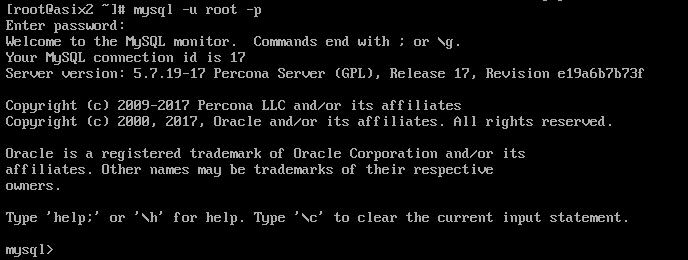 [root@asix2 ~]# mysql -u root -p
Enter password:
Welcome to the MySQL monitor.  Commands end with ; or \g.
Your MySQL connection id is 17
Server version: 5.7.19-17 Percona Server (GPL), Release 17, Revision e19a6b7b73f

Copyright (c) 2009-2017 Percona LLC and/or its affiliates
Copyright (c) 2000, 2017, Oracle and/or its affiliates. All rights reserved.

Oracle is a registered trademark of Oracle Corporation and/or its
affiliates. Other names may be trademarks of their respective
owners.

Type 'help;' or '\h' for help. Type '\c' to clear the current input statement.

mysql>